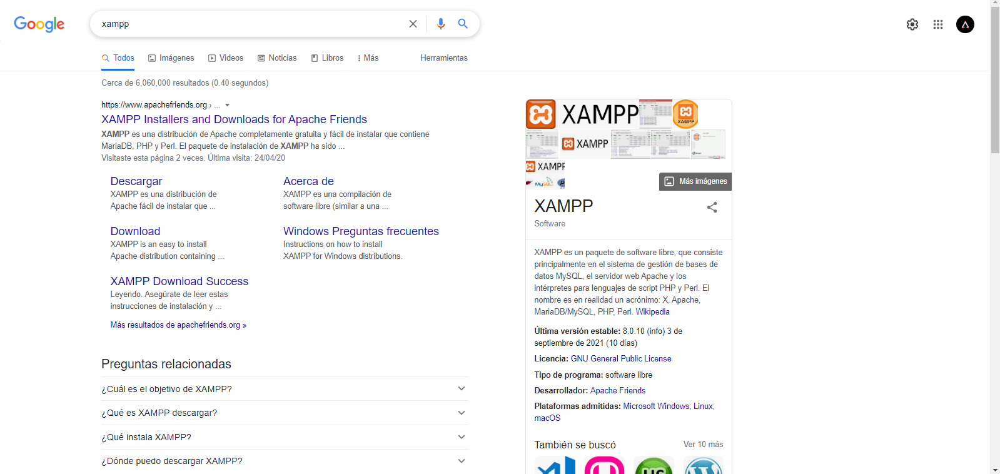 Google
xampp
Todos
Imágenes
Videos
Noticias
Libros
Más
Herramientas
Cerca de 6,060,000 resultados (0.40 segundos)
https://www.apachefriends.org › ...
XAMPP Installers and Downloads for Apache Friends
XAMPP es una distribución de Apache completamente gratuita y fácil de instalar que contiene
MariaDB, PHP y Perl. El paquete de instalación de XAMPP ha sido ...
Visitaste esta página 2 veces. Última visita: 24/04/20
Descargar
XAMPP es una distribución de
Apache fácil de instalar que ...
Acerca de
XAMPP es una compilación de
software libre (similar a una ...
Download
XAMPP is an easy to install
Apache distribution containing ...
Windows Preguntas frecuentes
Instructions on how to install
XAMPP for Windows distributions.
XAMPP Download Success
Leyendo. Asegúrate de leer estas
instrucciones de instalación y ...
Más resultados de apachefriends.org »
Preguntas relacionadas
¿Cuál es el objetivo de XAMPP?
¿Qué es XAMPP descargar?
¿Qué instala XAMPP?
¿Dónde puedo descargar XAMPP?
XAMPP
XAMPP
XAMPP
XAMPP
MySQL
Más imágenes
XAMPP
Software
XAMPP es un paquete de software libre, que consiste
principalmente en el sistema de gestión de bases de
datos MySQL, el servidor web Apache y los
intérpretes para lenguajes de script PHP y Perl. El
nombre es en realidad un acrónimo: X, Apache,
MariaDB/MySQL, PHP, Perl. Wikipedia
Última versión estable: 8.0.10 (info) 3 de
septiembre de 2021 (10 días)
Licencia: GNU General Public License
Tipo de programa: software libre
Desarrollador: Apache Friends
Plataformas admitidas: Microsoft Windows; Linux;
macOS
También se buscó
Ver 10 más